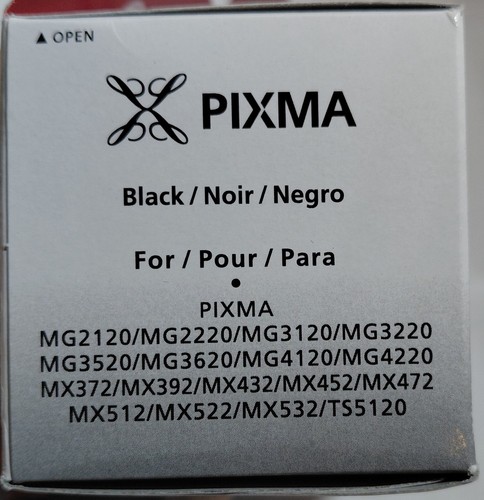 ▲ OPEN
PIXMA
Black / Noir / Negro
For / Pour / Para
•
PIXMA
MG2120/MG2220/MG3120/MG3220
MG3520/MG3620/MG4120/MG4220
MX372/MX392/MX432/MX452/MX472
MX512/MX522/MX532/TS5120